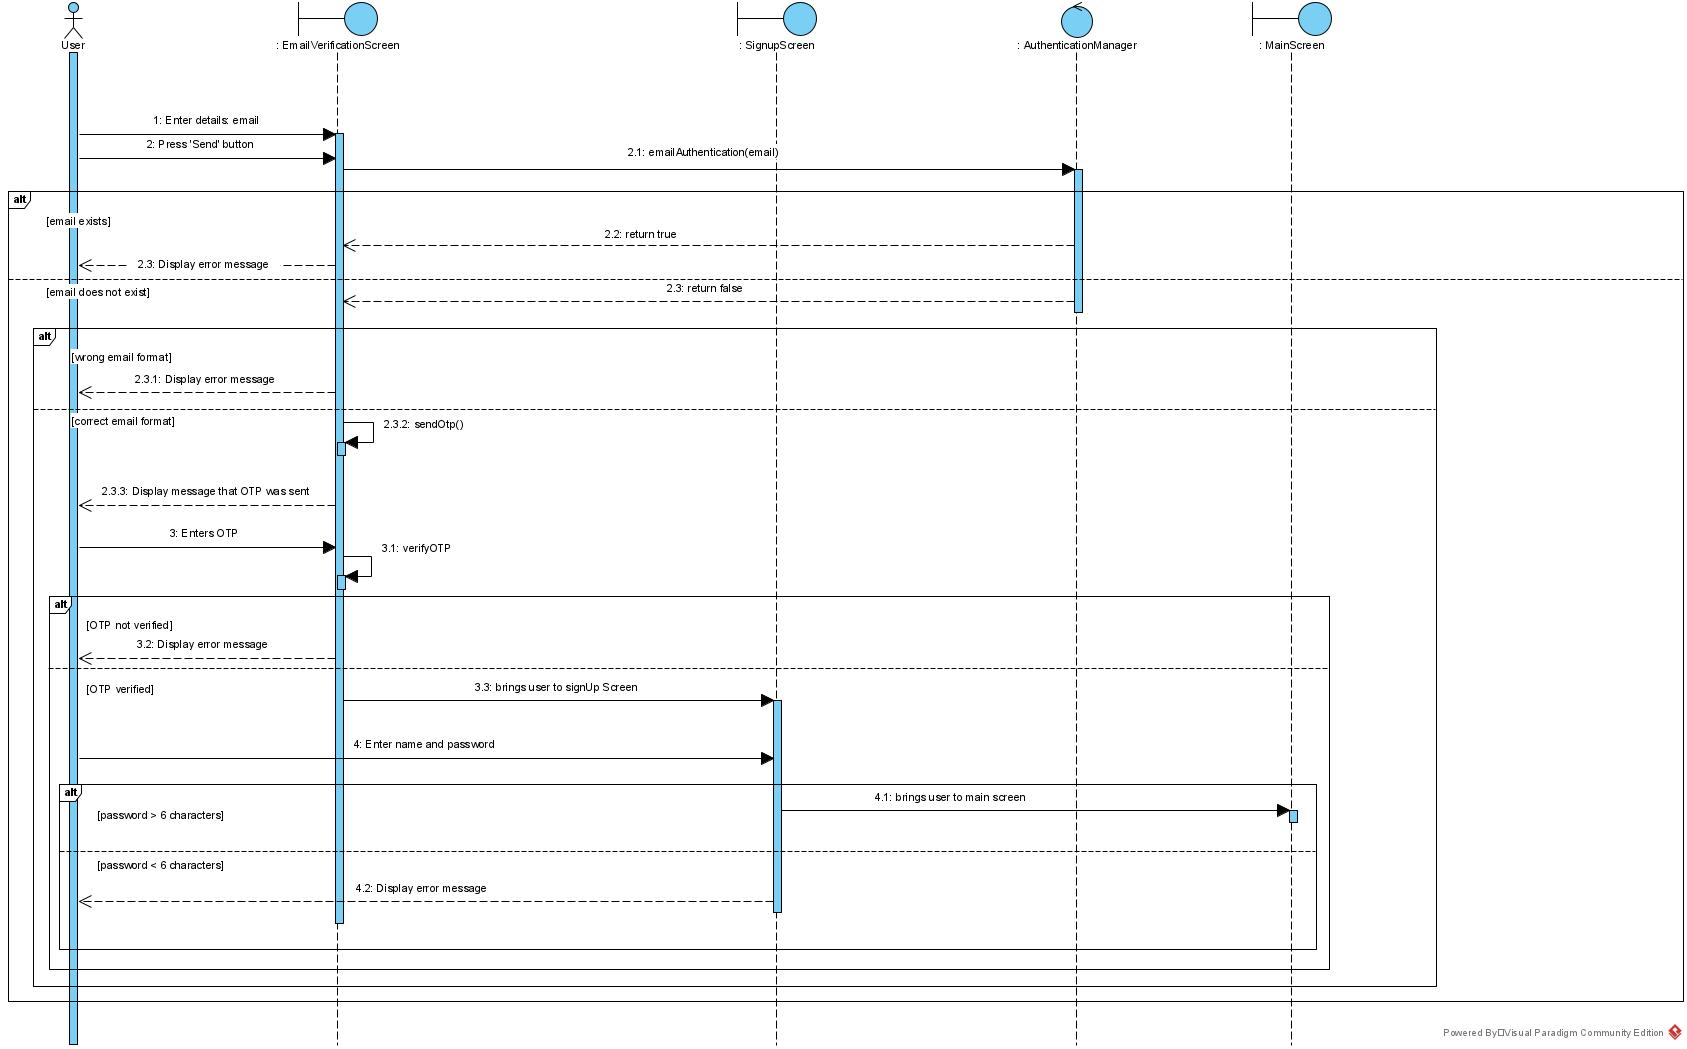 User
: EmailVerificationScreen
: SignupScreen
: AuthenticationManager
: MainScreen
1: Enter details: email
2: Press 'Send' button
2.1: emailAuthentication(email)
alt
[email exists]
2.2: return true
2.3: Display error message
[email does not exist]
2.3: return false
alt
[wrong email format]
2.3.1: Display error message
[correct email format]
2.3.2: sendOtp()
2.3.3: Display message that OTP was sent
3: Enters OTP
3.1: verifyOTP
alt
[OTP not verified]
3.2: Display error message
[OTP verified]
3.3: brings user to signUp Screen
4: Enter name and password
alt
4.1: brings user to main screen
[password > 6 characters]
[password < 6 characters]
4.2: Display error message
Powered By□Visual Paradigm Community Edition